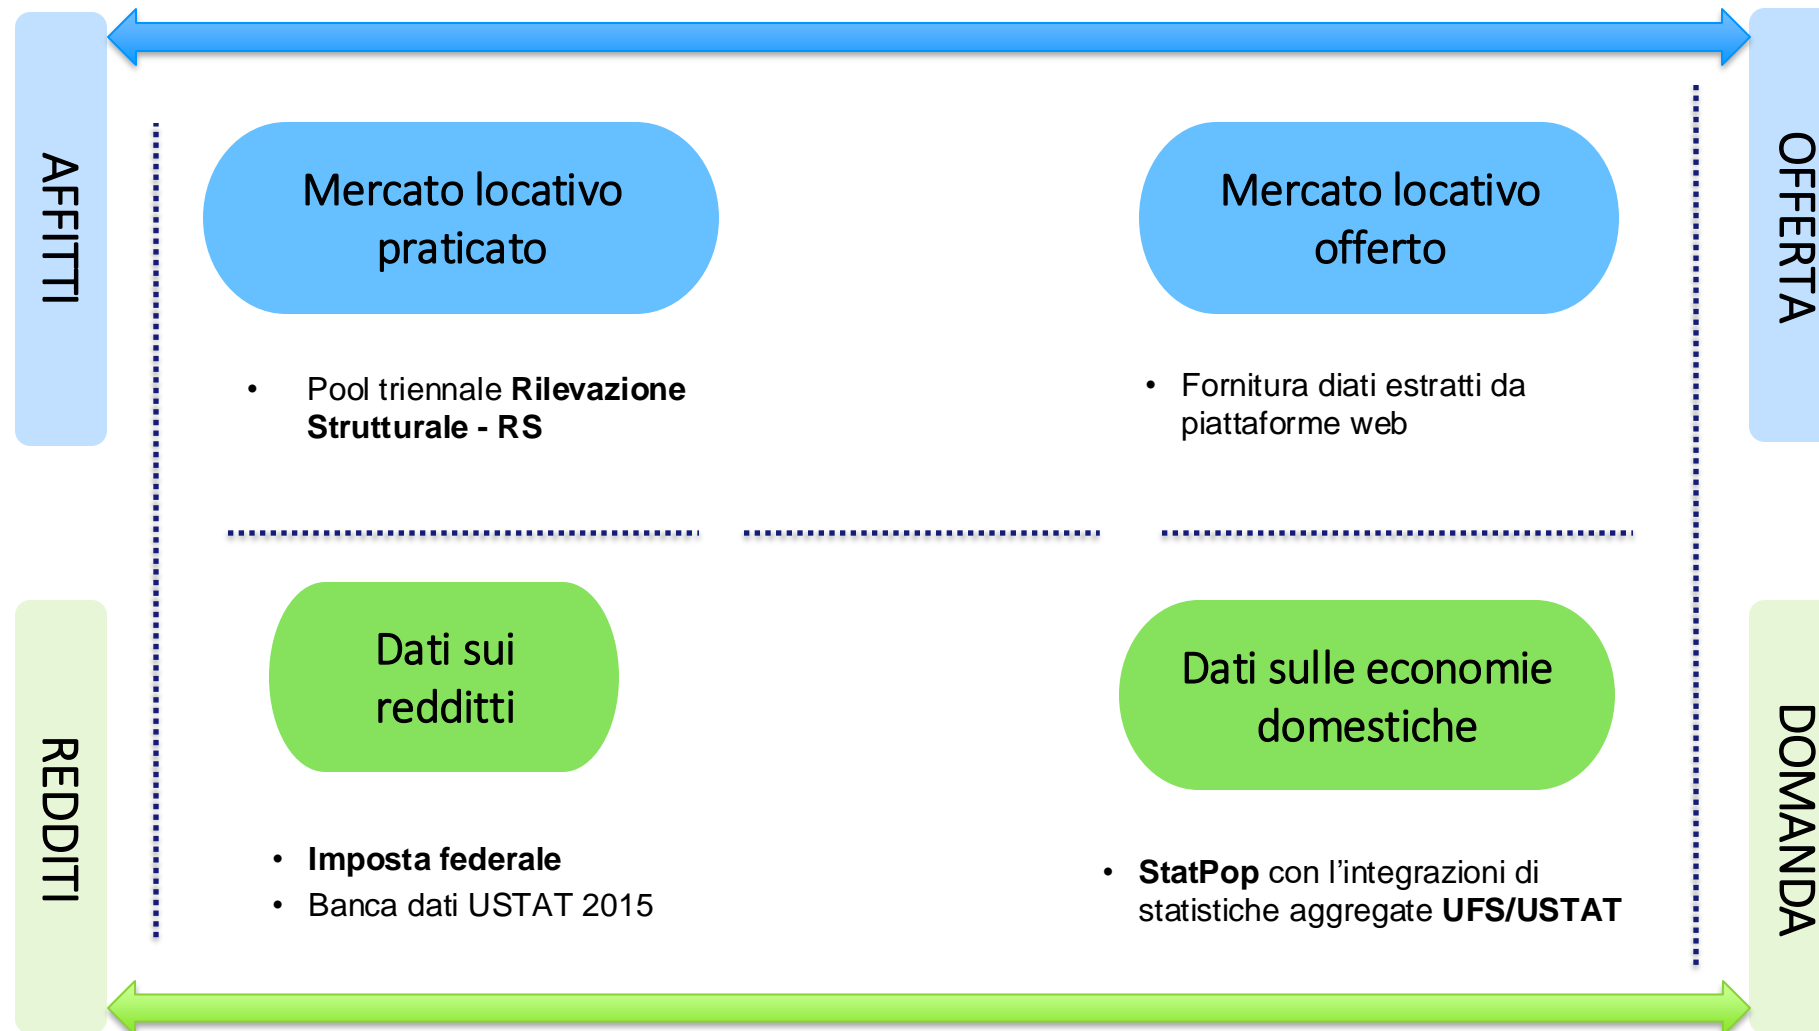 AFFITTI
Mercato locativo
praticato
• Pool triennale Rilevazione
Strutturale - RS
Mercato locativo
offerto
• Fornitura diati estratti da
piattaforme web
OFFERTA
REDDITI
Dati sui
redditti
• Imposta federale
• Banca dati USTAT 2015
Dati sulle economie
domestiche
• StatPop con l’integrazioni di
statistiche aggregate UFS/USTAT
DOMANDA